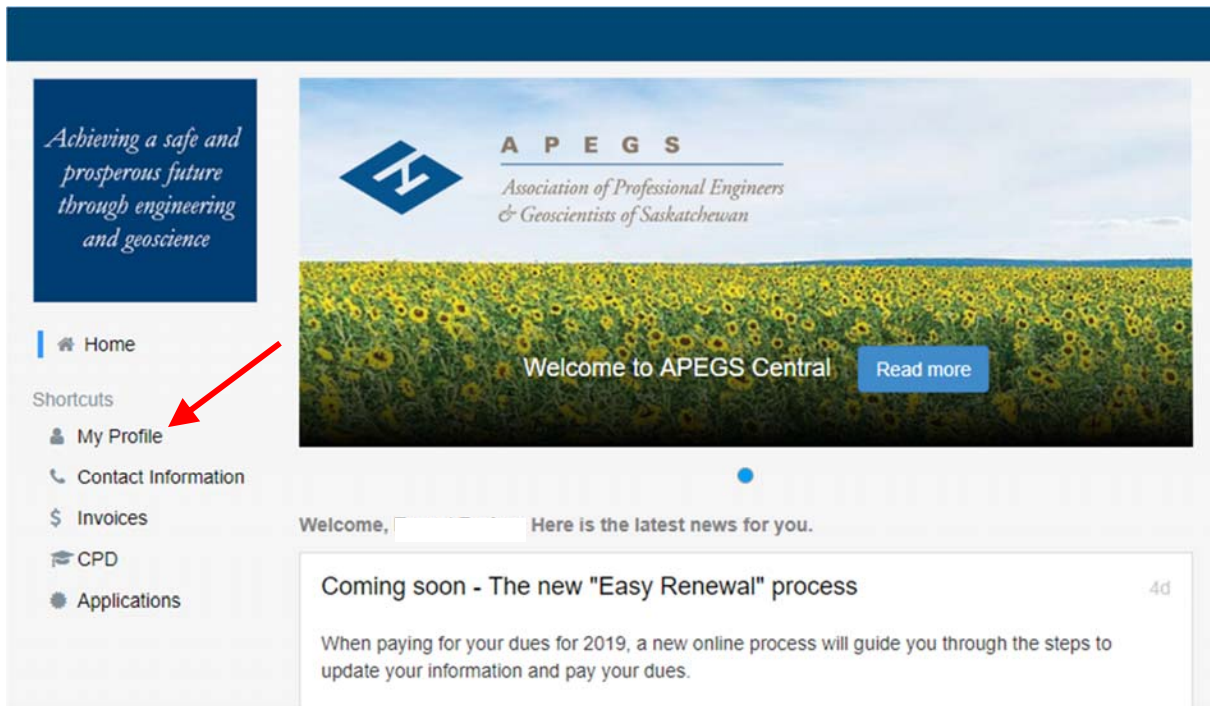 Achieving a safe and
prosperous future
through engineering
and geoscience
A P E G S
Association of Professional Engineers
& Geoscientists of Saskatchewan
Welcome to APEGS Central
Read more
Home
Shortcuts
My Profile
Contact Information
$ Invoices
CPD
Applications
Welcome, Here is the latest news for you.
Coming soon - The new "Easy Renewal" process
4d
When paying for your dues for 2019, a new online process will guide you through the steps to
update your information and pay your dues.